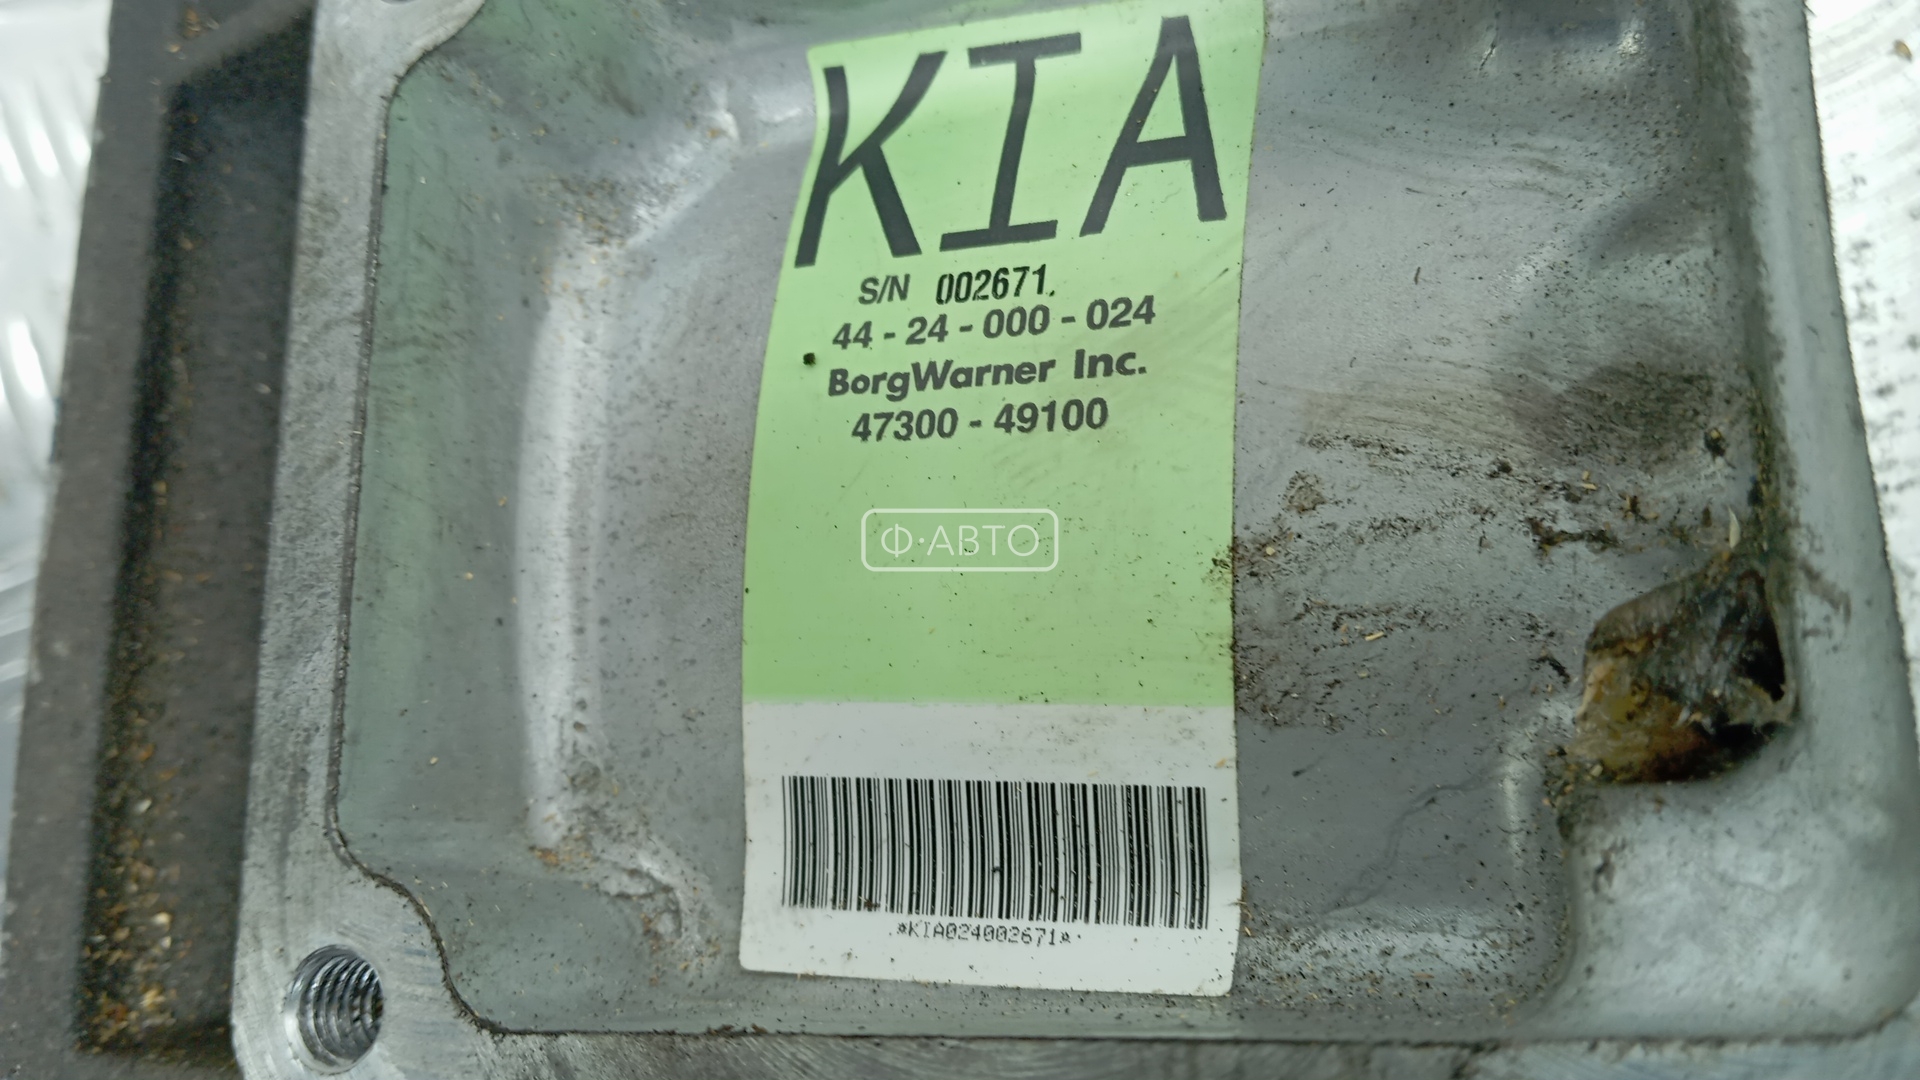 KIA
S/N 002671.
44 - 24 - 000 - 024
BorgWarner Inc.
47300 - 49100
Ф·АВТО
*KIA024002671*